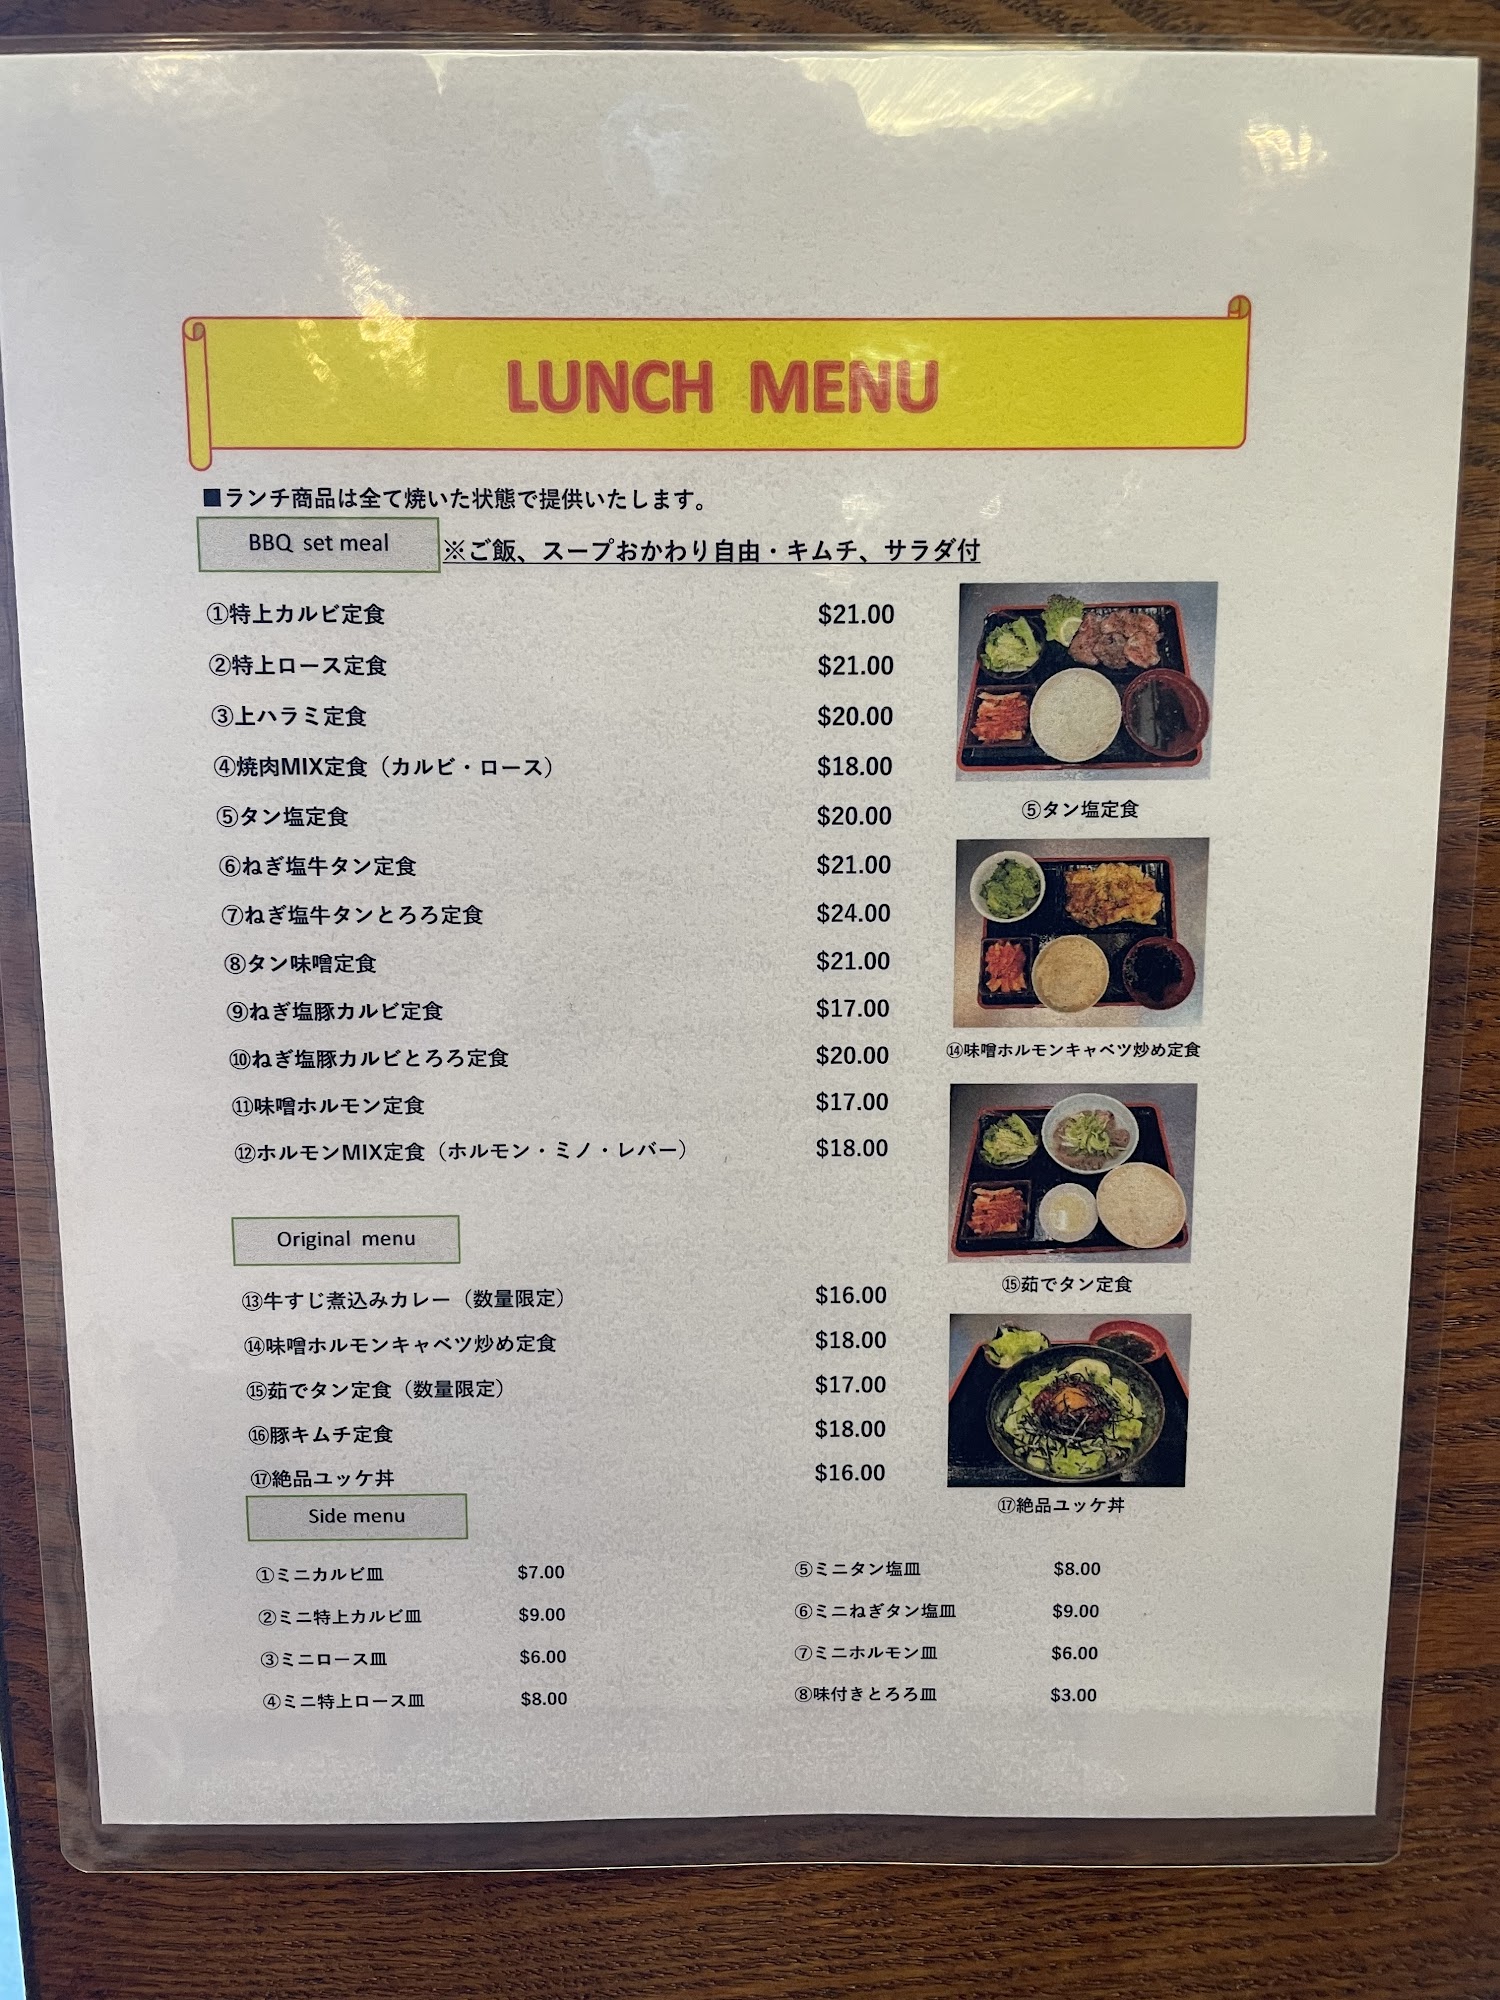 LUNCH MENU
■ランチ商品は全て焼いた状態で提供いたします。
BBQ set meal ※ご飯、スープおかわり自由・キムチ、サラダ付
①特上カルビ定食 $21.00
②特上ロース定食 $21.00
③上ハラミ定食 $20.00
④焼肉MIX定食（カルビ・ロース） $18.00
⑤タン塩定食 $20.00
⑥ねぎ塩牛タン定食 $21.00
⑦ねぎ塩牛タンとろろ定食 $24.00
⑧タン味噌定食 $21.00
⑨ねぎ塩豚カルビ定食 $17.00
⑩ねぎ塩豚カルビとろろ定食 $20.00
⑪味噌ホルモン定食 $17.00
⑫ホルモンMIX定食（ホルモン・ミノ・レバー） $18.00
⑤タン塩定食
⑭味噌ホルモンキャベツ炒め定食
⑮茹でタン定食
⑰絶品ユッケ丼
Original menu
⑬牛すじ煮込みカレー（数量限定） $16.00
⑭味噌ホルモンキャベツ炒め定食 $18.00
⑮茹でタン定食（数量限定） $17.00
⑯豚キムチ定食 $18.00
⑰絶品ユッケ丼 $16.00
Side menu
①ミニカルビ皿 $7.00
②ミニ特上カルビ皿 $9.00
③ミニロース皿 $6.00
④ミニ特上ロース皿 $8.00
⑤ミニタン塩皿 $8.00
⑥ミニねぎタン塩皿 $9.00
⑦ミニホルモン皿 $6.00
⑧味付きとろろ皿 $3.00